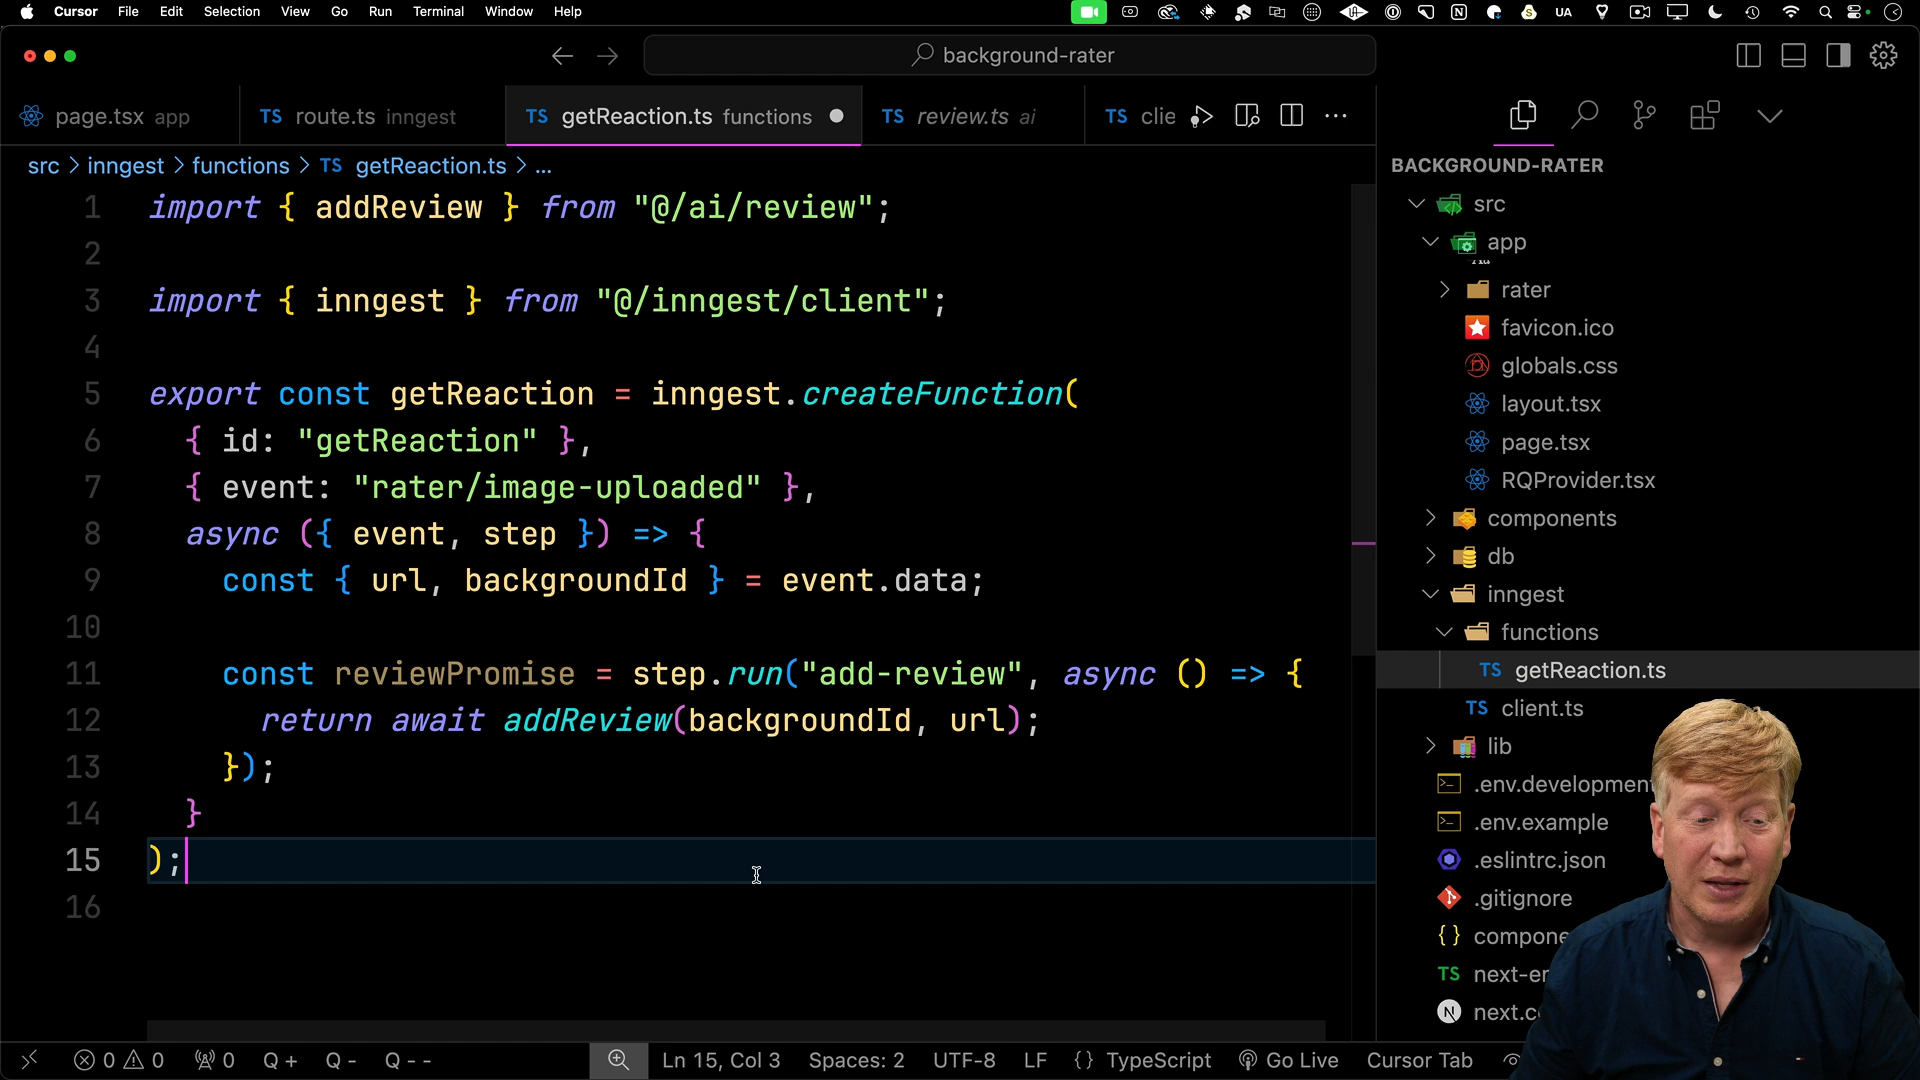 Cursor File Edit Selection View Go Run Terminal Window Help
UA
background-rater
page.tsx app
TS route.ts inngest
TS getReaction.ts functions
TS review.ts ai
TS clie
src > inngest > functions > TS getReaction.ts > ...
1 import { addReview } from "@/ai/review";
2
3 import { inngest } from "@/inngest/client";
4
5 export const getReaction = inngest.createFunction(
6 { id: "getReaction" },
7 { event: "rater/image-uploaded" },
8 async ({ event, step }) => {
9 const { url, backgroundId } = event.data;
10
11 const reviewPromise = step.run("add-review", async () => {
12 return await addReview(backgroundId, url);
13 });
14 }
15 );
16
BACKGROUND-RATER
src
app
rater
favicon.ico
globals.css
layout.tsx
page.tsx
RQProvider.tsx
components
db
inngest
functions
TS getReaction.ts
TS client.ts
lib
.env.development
.env.example
.eslintrc.json
.gitignore
{ } compone
TS next-en
N next.co
0 0 0 Q + Q - Q -- Ln 15, Col 3 Spaces: 2 UTF-8 LF { } TypeScript Go Live Cursor Tab